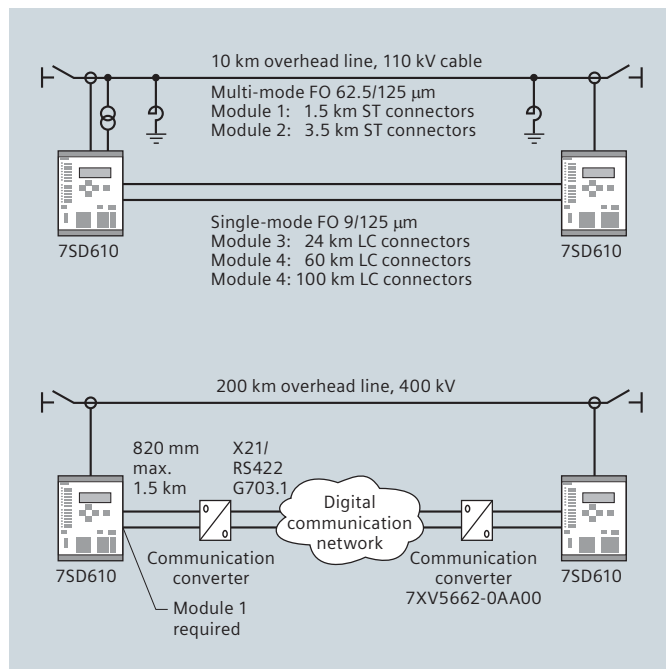 10 km overhead line, 110 kV cable
Multi-mode FO 62.5/125 µm
Module 1: 1.5 km ST connectors
Module 2: 3.5 km ST connectors
7SD610
7SD610
Single-mode FO 9/125 µm
Module 3: 24 km LC connectors
Module 4: 60 km LC connectors
Module 4: 100 km LC connectors
200 km overhead line, 400 kV
820 mm
max.
1.5 km
X21/
RS422
G703.1
Digital
communication
network
7SD610
Communication
converter
Communication
converter
7XV5662-0AA00
7SD610
Module 1
required